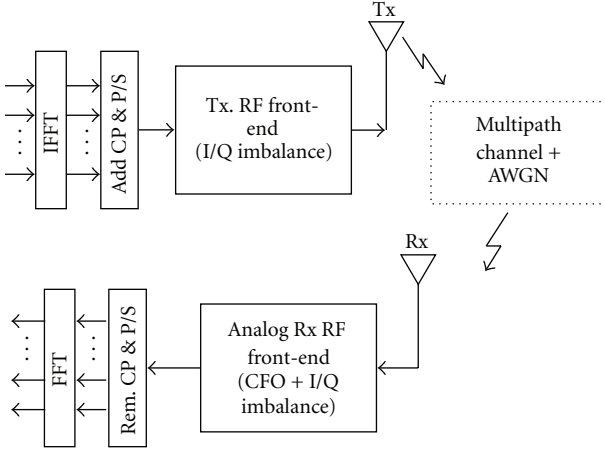 Tx
IFFT
Add CP & P/S
Tx. RF front-
end
(I/Q imbalance)
Multipath
channel +
AWGN
Rx
FFT
Rem. CP & P/S
Analog Rx RF
front-end
(CFO + I/Q
imbalance)